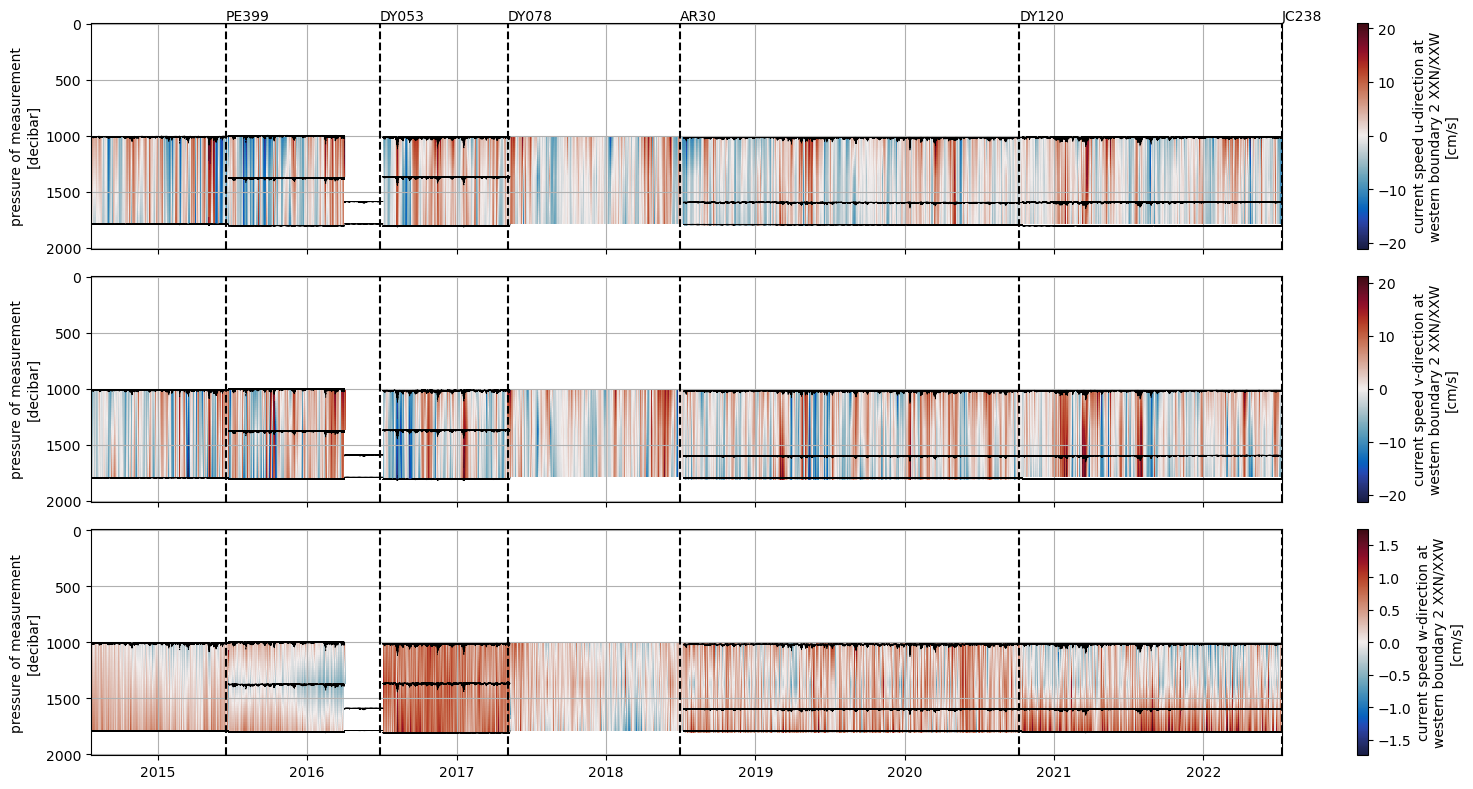 PE399 DY053 DY078 AR30 DY120 JC238
0
500
1000
1500
2000
pressure of measurement
[decibar]
20
10
0
−10
−20
current speed u-direction at
western boundary 2 XXN/XXW
[cm/s]
0
500
1000
1500
2000
pressure of measurement
[decibar]
20
10
0
−10
−20
current speed v-direction at
western boundary 2 XXN/XXW
[cm/s]
0
500
1000
1500
2000
pressure of measurement
[decibar]
1.5
1.0
0.5
0.0
−0.5
−1.0
−1.5
current speed w-direction at
western boundary 2 XXN/XXW
[cm/s]
2015 2016 2017 2018 2019 2020 2021 2022